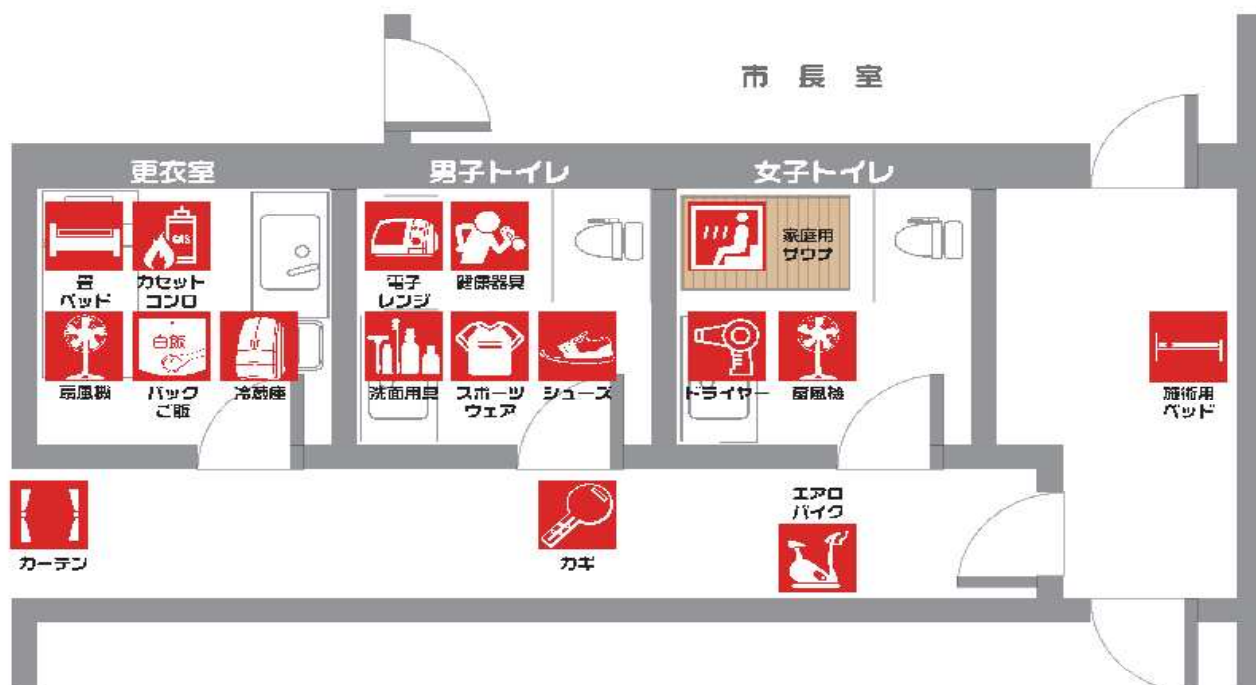 市長室
更衣室
男子トイレ
女子トイレ
畳
ベッド
GAS
カセット
コンロ
電子
レンジ
健康器具
家庭用
サウナ
扇風機
白飯
パック
ご飯
冷蔵庫
洗面用具
スポーツ
ウェア
シューズ
ドライヤー
扇風機
施術用
ベッド
カーテン
カギ
エアロ
バイク